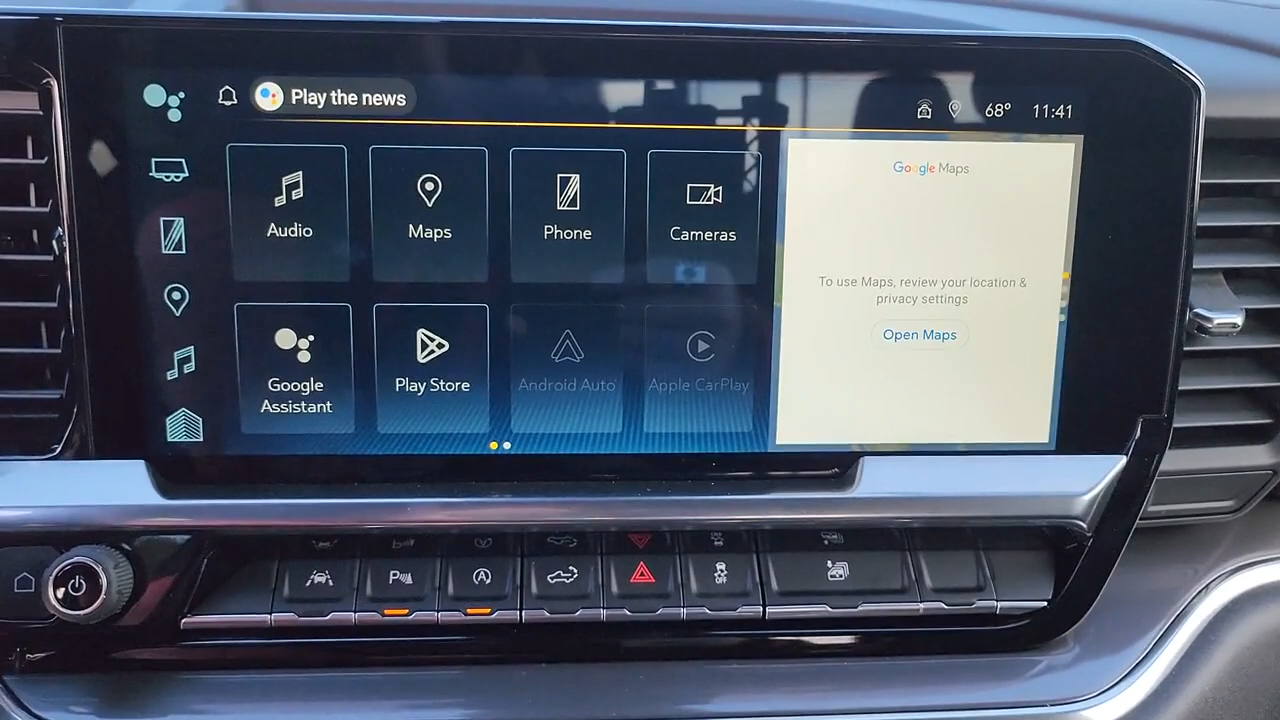 Play the news
68° 11:41
Audio
Maps
Phone
Cameras
Google
Assistant
Play Store
Android Auto
Apple CarPlay
Google Maps
To use Maps, review your location &
privacy settings
Open Maps
P
A
OFF